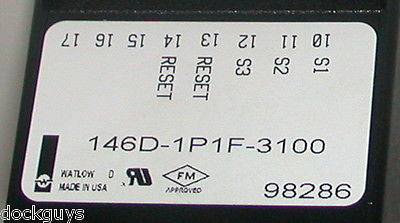 17 16 15 14 13 12 11 10
RESET RESET S3 S2 S1
146D-1P1F-3100
WATLOW D
MADE IN USA
RU
FM
APPROVED
98286
dockguys